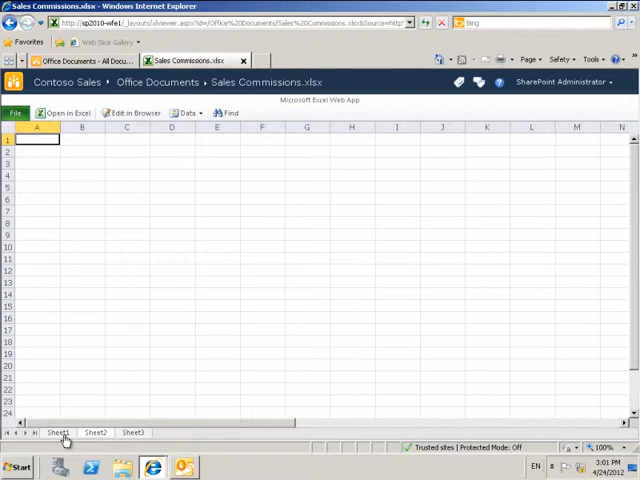 Sales Commissions.xlsx - Windows Internet Explorer
http://sp2010-wfe1/_layouts/xlviewer.aspx?id=/Office%20Documents/Sales%20Commissions.xlsx&Source=http
Bing
Favorites
Web Slice Gallery
Office Documents - All Docu...
Sales Commissions.xlsx
Page
Safety
Tools
Contoso Sales
Office Documents
Sales Commissions.xlsx
SharePoint Administrator
Microsoft Excel Web App
File
Open in Excel
Edit in Browser
Data
Find
A B C D E F G H I J K L M N
1
2
3
4
5
6
7
8
9
10
11
12
13
14
15
16
17
18
19
20
21
22
23
24
Sheet1
Sheet2
Sheet3
Trusted sites | Protected Mode: Off
100%
Start
EN
3:01 PM
4/24/2012